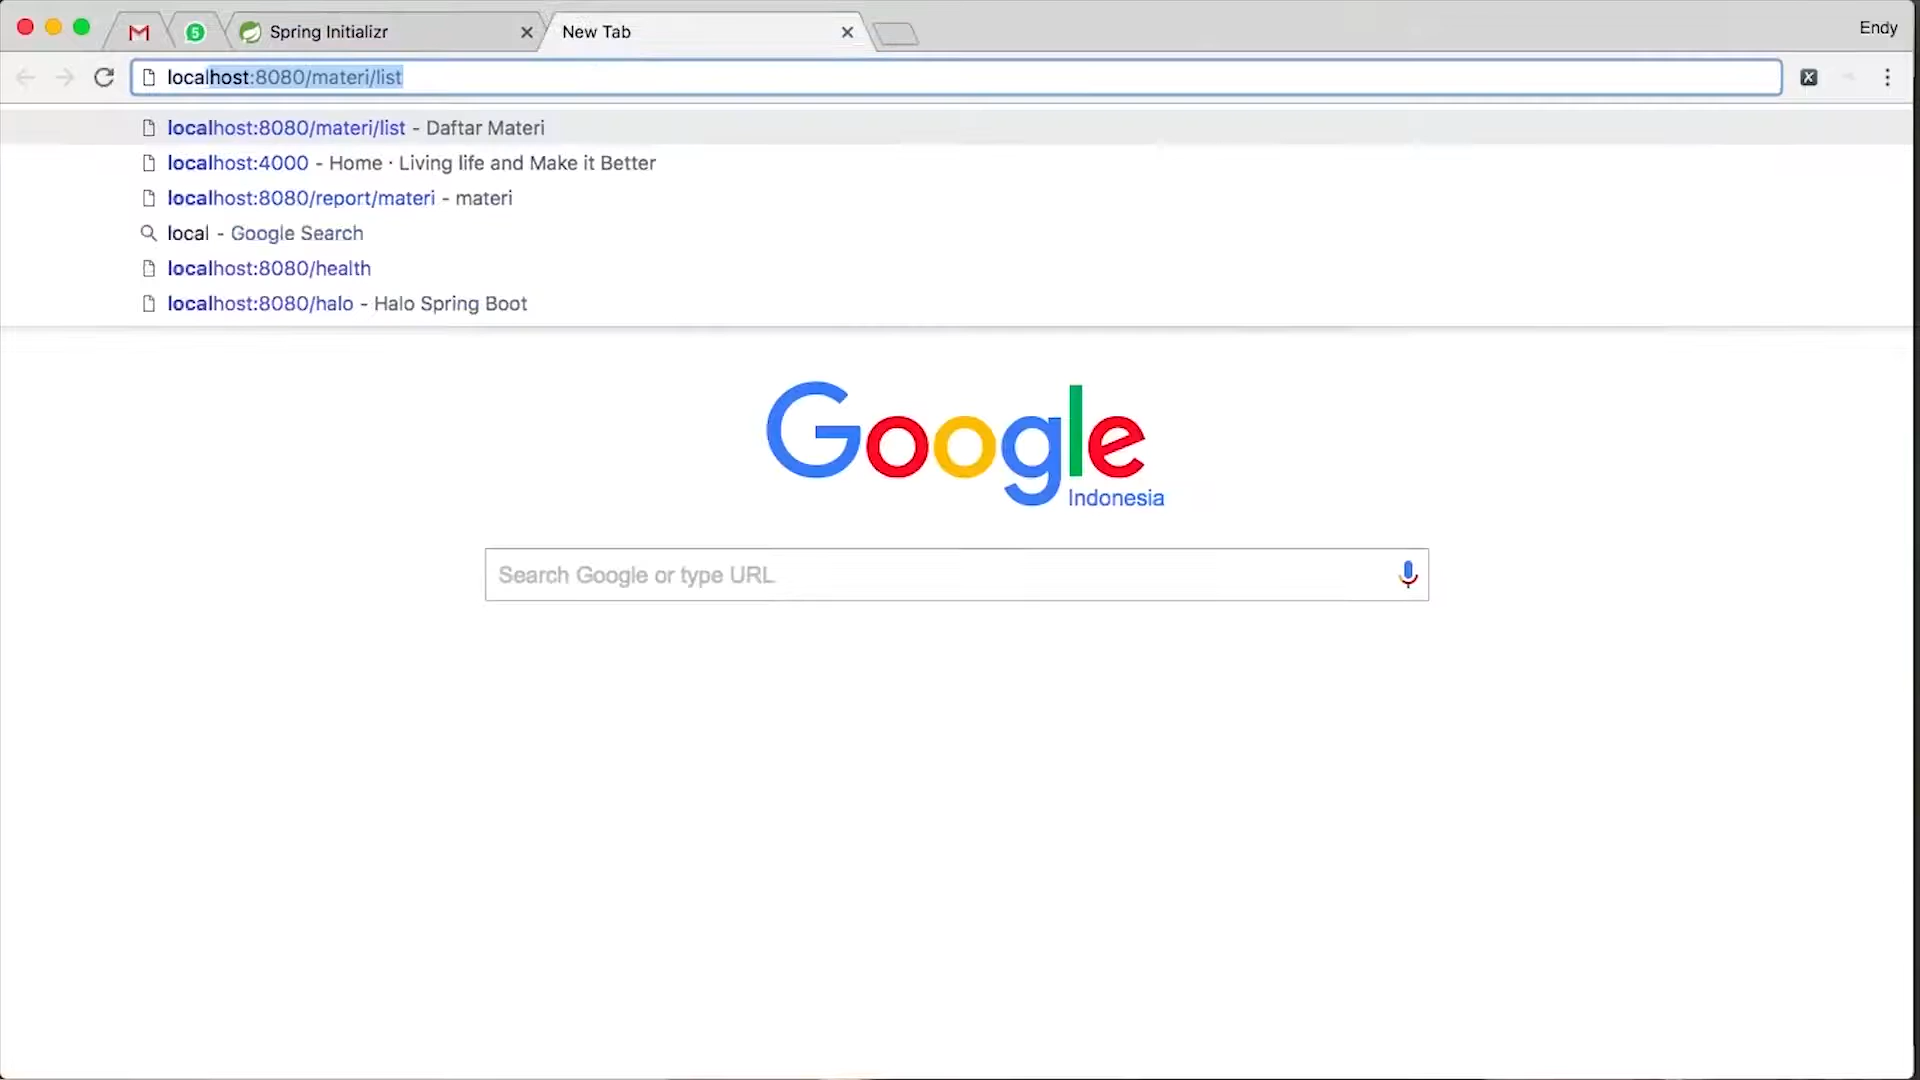 5
Spring Initializr
New Tab
Endy
localhost:8080/materi/list
localhost:8080/materi/list - Daftar Materi
localhost:4000 - Home · Living life and Make it Better
localhost:8080/report/materi - materi
local - Google Search
localhost:8080/health
localhost:8080/halo - Halo Spring Boot
Google
Indonesia
Search Google or type URL